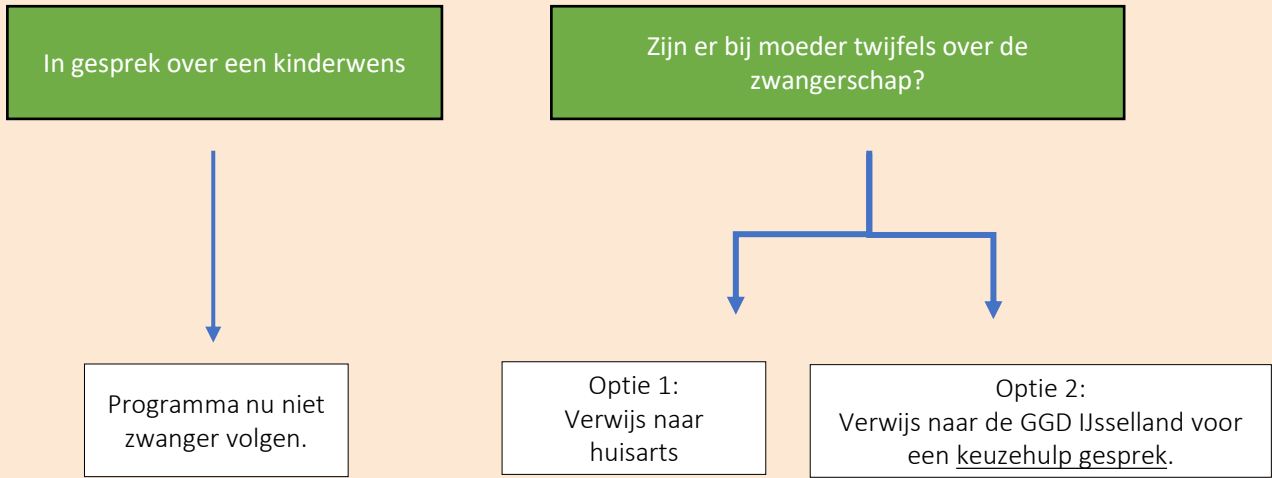 In gesprek over een kinderwens
Zijn er bij moeder twijfels over de
zwangerschap?
Programma nu niet
zwanger volgen.
Optie 1:
Verwijs naar
huisarts
Optie 2:
Verwijs naar de GGD IJsselland voor
een keuzehulp gesprek.